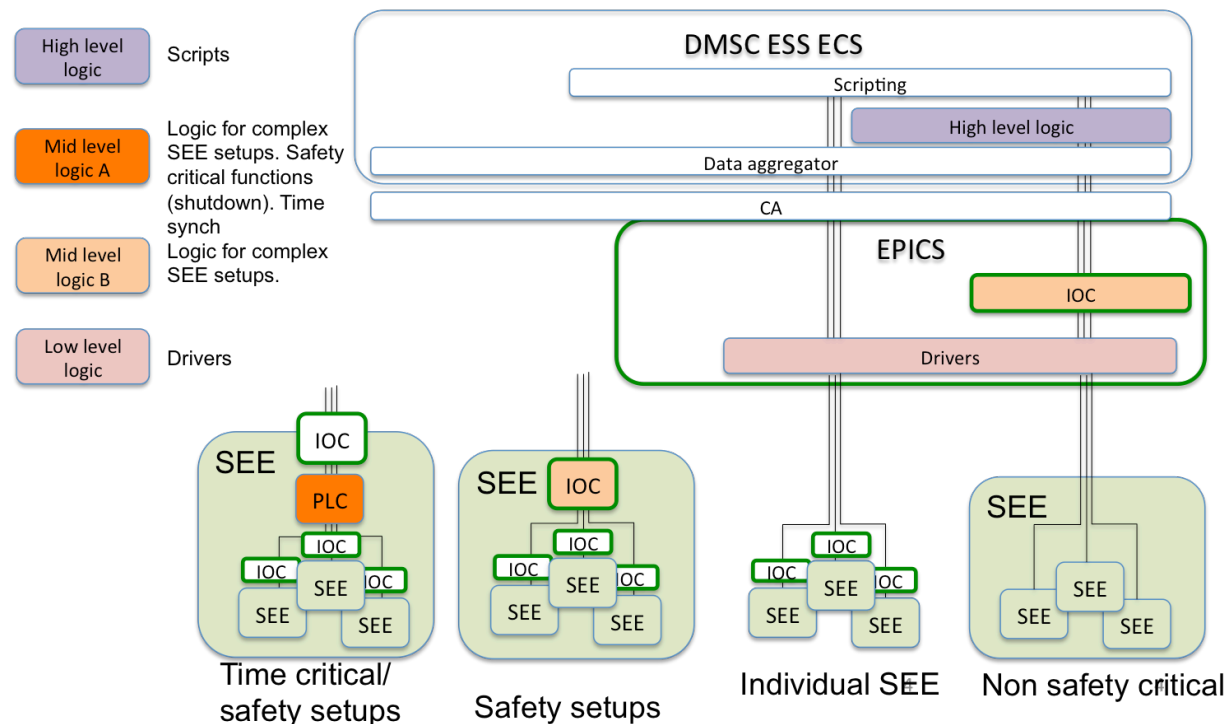 High level
logic
Scripts
Mid level
logic A
Logic for complex
SEE setups. Safety
critical functions
(shutdown). Time
synch
Mid level
logic B
Logic for complex
SEE setups.
Low level
logic
Drivers
DMSC ESS ECS
Scripting
High level logic
Data aggregator
CA
EPICS
IOC
Drivers
SEE
IOC
PLC
IOC
IOC
IOC
SEE
SEE
SEE
Time critical/
safety setups
SEE
IOC
IOC
IOC
IOC
SEE
SEE
SEE
Safety setups
IOC
IOC
IOC
SEE
SEE
SEE
Individual SEE
SEE
SEE
SEE
SEE
Non safety critical